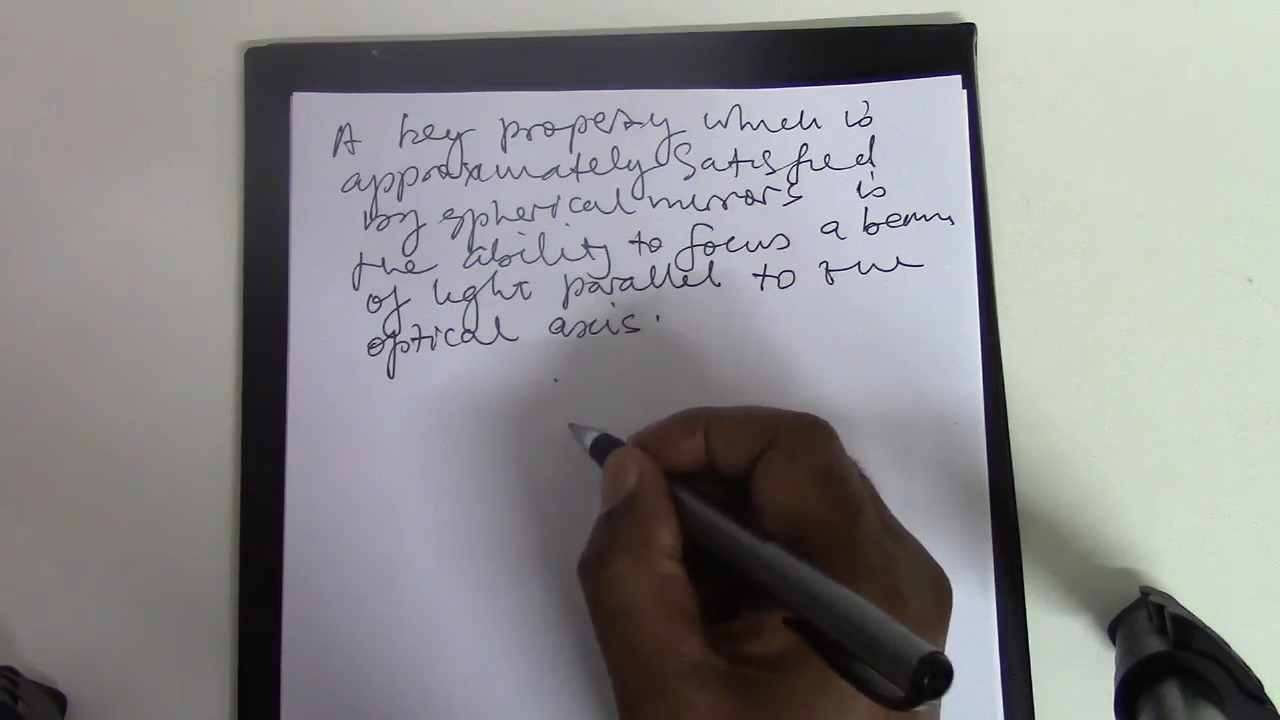 A key property which is
approximately satisfied
by spherical mirrors is
the ability to focus a beam
of light parallel to the
optical axis.